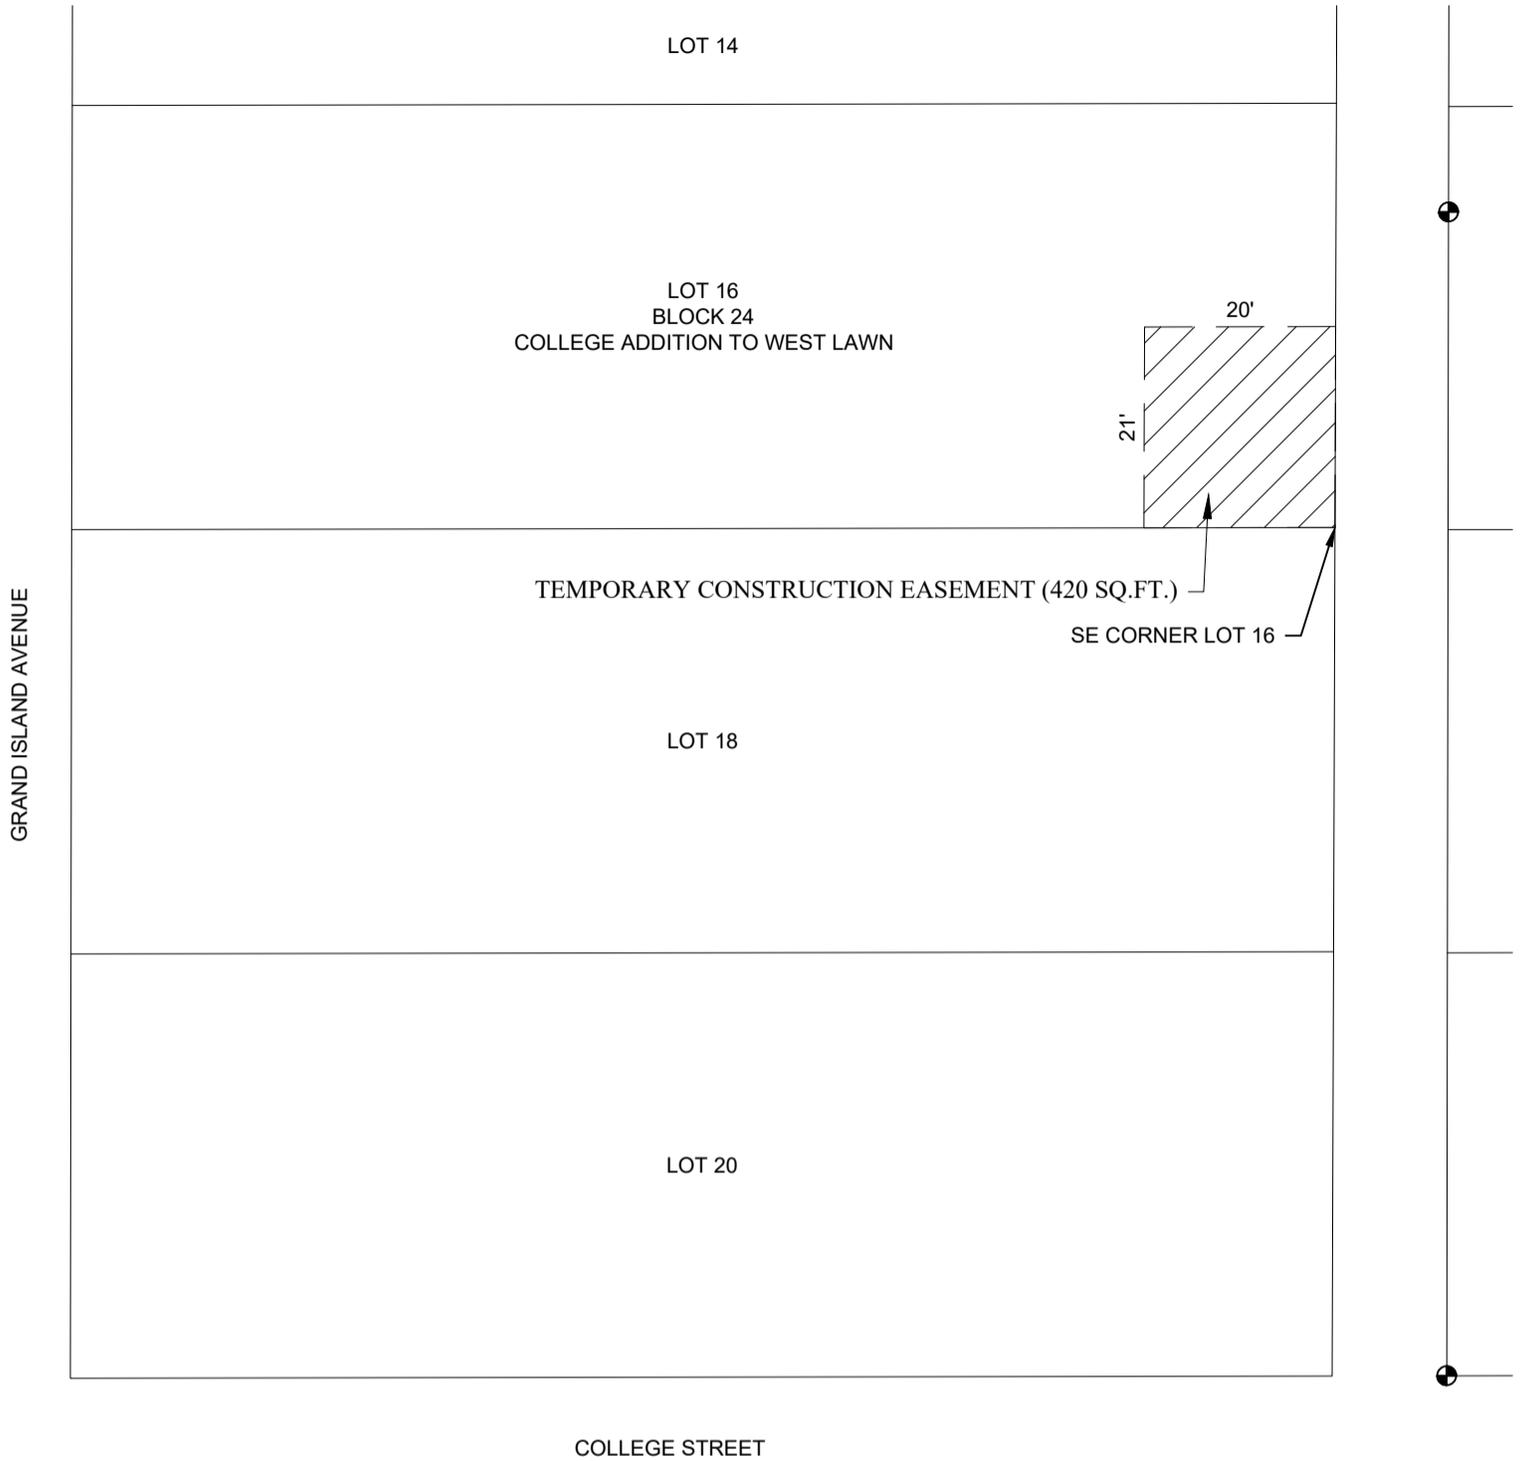 LOT 14
LOT 16
BLOCK 24
COLLEGE ADDITION TO WEST LAWN
20'
21'
TEMPORARY CONSTRUCTION EASEMENT (420 SQ.FT.)
SE CORNER LOT 16
GRAND ISLAND AVENUE
LOT 18
LOT 20
COLLEGE STREET